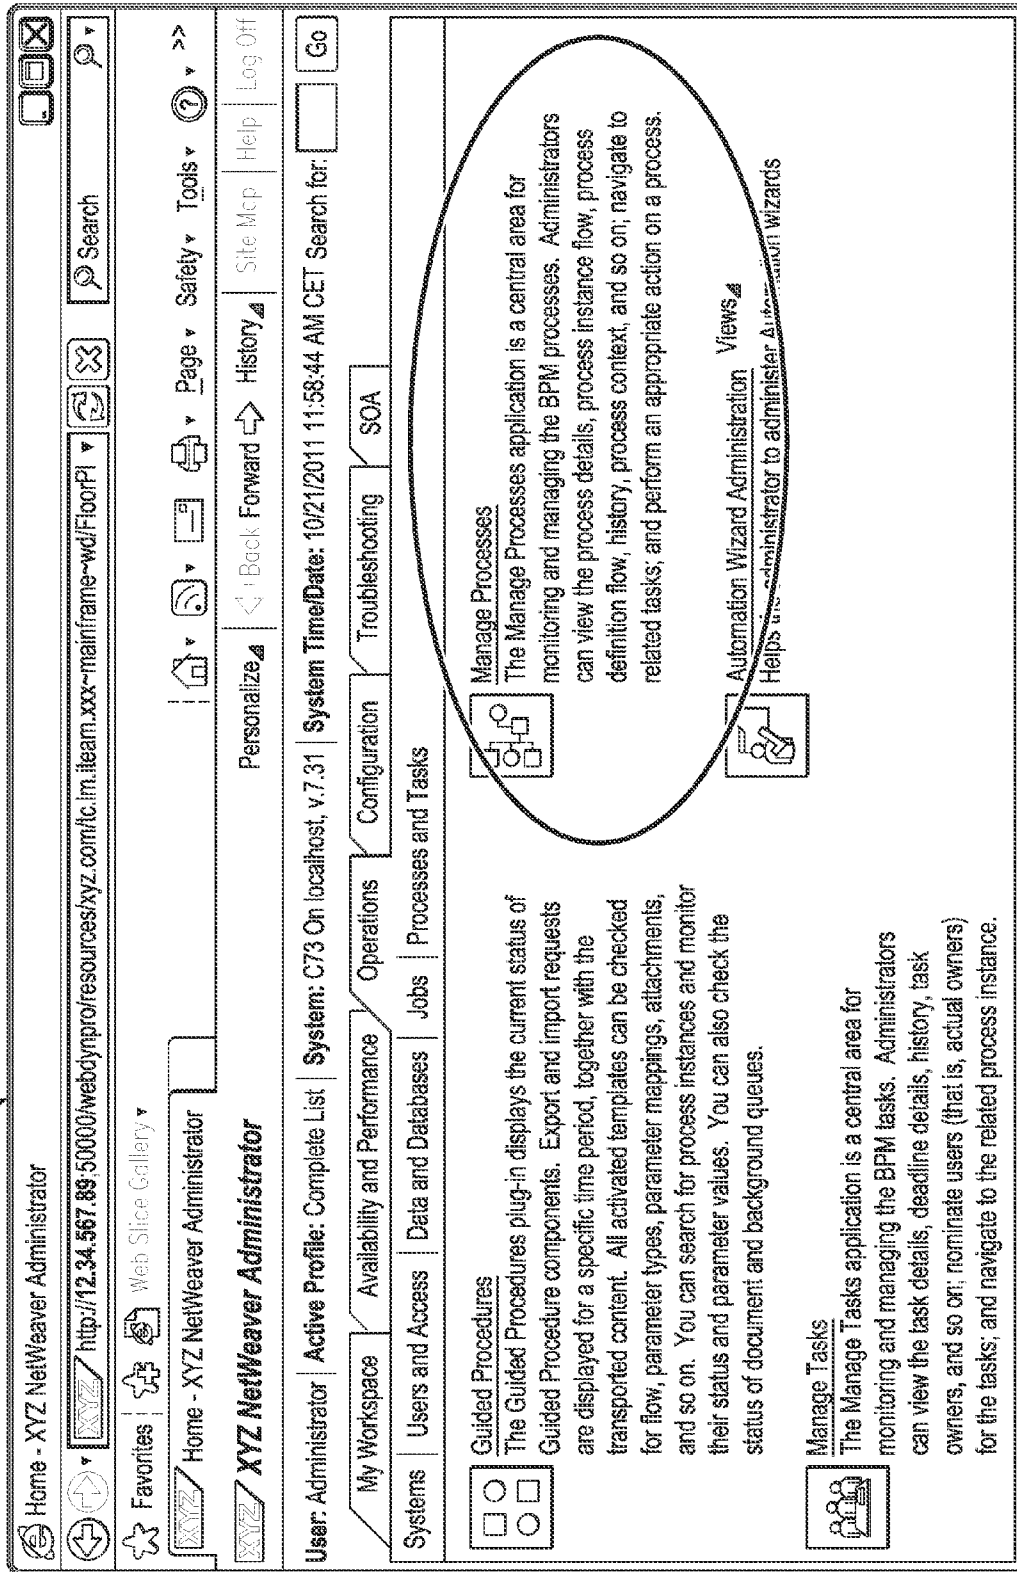 Home - XYZ NetWeaver Administrator
XYZ http://12.34.567.89:50000/webdynpro/resources/xyz.com/tc.lm.iteam.xxx~mainframe~wd/FloorPl
Search
Favorites
Web Slice Gallery
XYZ Home - XYZ NetWeaver Administrator
Page Safety Tools ? >>
XYZ XYZ NetWeaver Administrator
Personalize Back Forward History Site Map Help Log Off
User: Administrator Active Profile: Complete List System: C73 On localhost, v.7.31 System Time/Date: 10/21/2011 11:58:44 AM CET Search for: Go
My Workspace Availability and Performance Operations Configuration Troubleshooting SOA
Systems Users and Access Data and Databases Jobs Processes and Tasks
Guided Procedures
The Guided Procedures plug-in displays the current status of
Guided Procedure components. Export and import requests
are displayed for a specific time period, together with the
transported content. All activated templates can be checked
for flow, parameter types, parameter mappings, attachments,
and so on. You can search for process instances and monitor
their status and parameter values. You can also check the
status of document and background queues.
Manage Processes
The Manage Processes application is a central area for
monitoring and managing the BPM processes. Administrators
can view the process details, process instance flow, process
definition flow, history, process context, and so on; navigate to
related tasks; and perform an appropriate action on a process.
Manage Tasks
The Manage Tasks application is a central area for
monitoring and managing the BPM tasks. Administrators
can view the task details, deadline details, history, task
owners, and so on; nominate users (that is, actual owners)
for the tasks; and navigate to the related process instance.
Automation Wizard Administration Views
Helps the administrator to administer Automation wizards